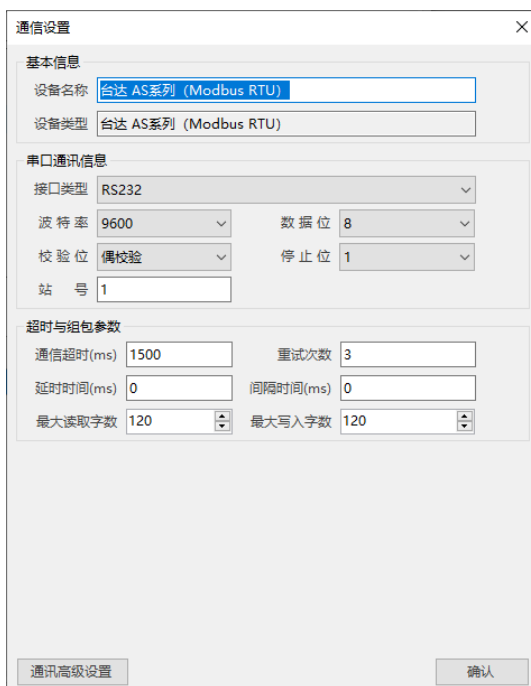 通信设置
基本信息
设备名称 台达 AS系列（Modbus RTU）
设备类型 台达 AS系列（Modbus RTU）
串口通讯信息
接口类型 RS232
波特率 9600 数据位 8
校验位 偶校验 停止位 1
站 号 1
超时与组包参数
通信超时(ms) 1500 重试次数 3
延时时间(ms) 0 间隔时间(ms) 0
最大读取字数 120 最大写入字数 120
通讯高级设置 确认